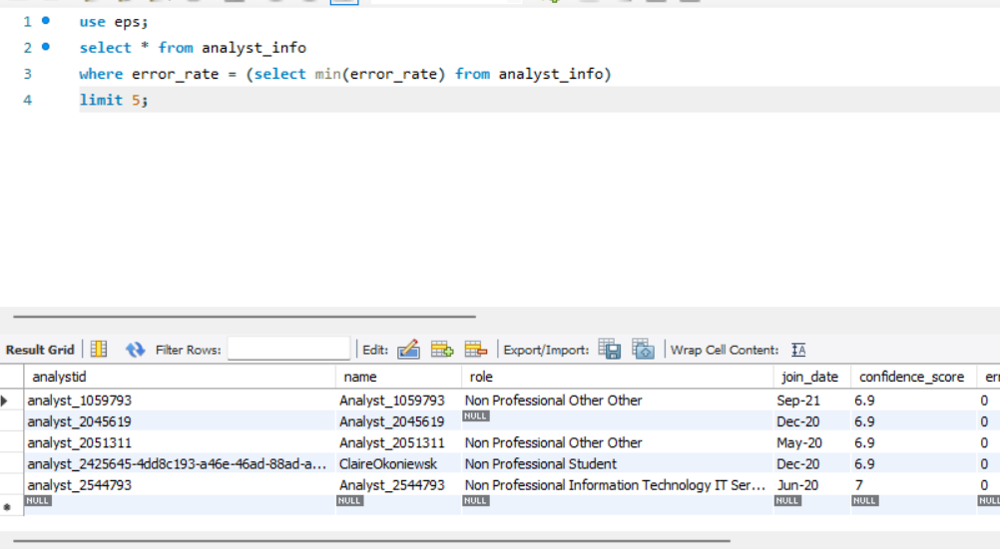 1 use eps;
2 select * from analyst_info
3 where error_rate = (select min(error_rate) from analyst_info)
4 limit 5;
Result Grid Filter Rows: Edit: Export/Import: Wrap Cell Content:
analystid name role join_date confidence_score
analyst_1059793 Analyst_1059793 Non Professional Other Other Sep-21 6.9 0
analyst_2045619 Analyst_2045619 NULL Dec-20 6.9 0
analyst_2051311 Analyst_2051311 Non Professional Other Other May-20 6.9 0
analyst_2425645-4dd8c193-a46e-46ad-88ad-a... ClaireOkoniewsk Non Professional Student Dec-20 6.9 0
analyst_2544793 Analyst_2544793 Non Professional Information Technology IT Ser... Jun-20 7 0
NULL NULL NULL NULL NULL NULL